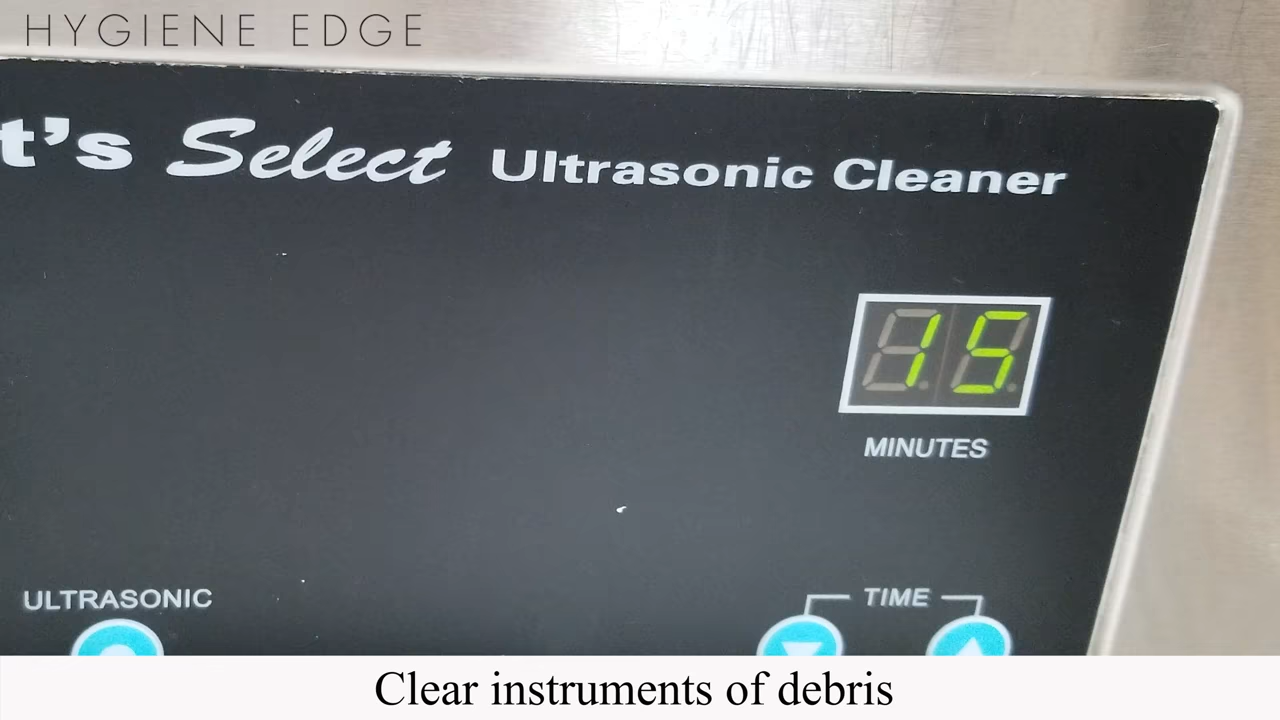 HYGIENE EDGE
t's Select Ultrasonic Cleaner
15
MINUTES
ULTRASONIC
TIME
Clear instruments of debris